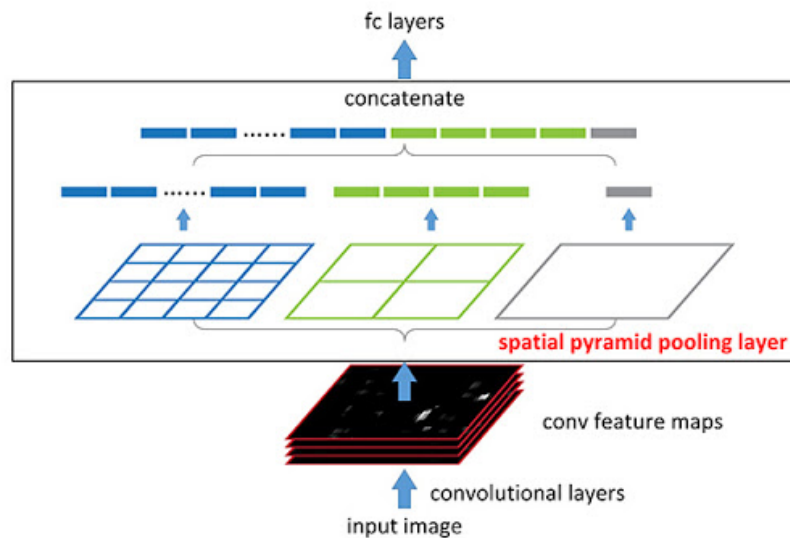 fc layers
concatenate
spatial pyramid pooling layer
conv feature maps
convolutional layers
input image